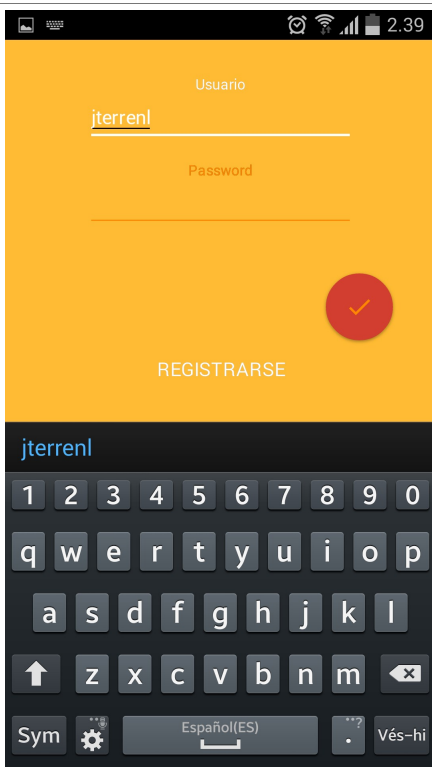 2.39
Usuario
jterrenl
Password
REGISTRARSE
jterrenl
1 2 3 4 5 6 7 8 9 0
q w e r t y u i o p
a s d f g h j k l
z x c v b n m
Sym Español(ES) ..? . Vés-hi